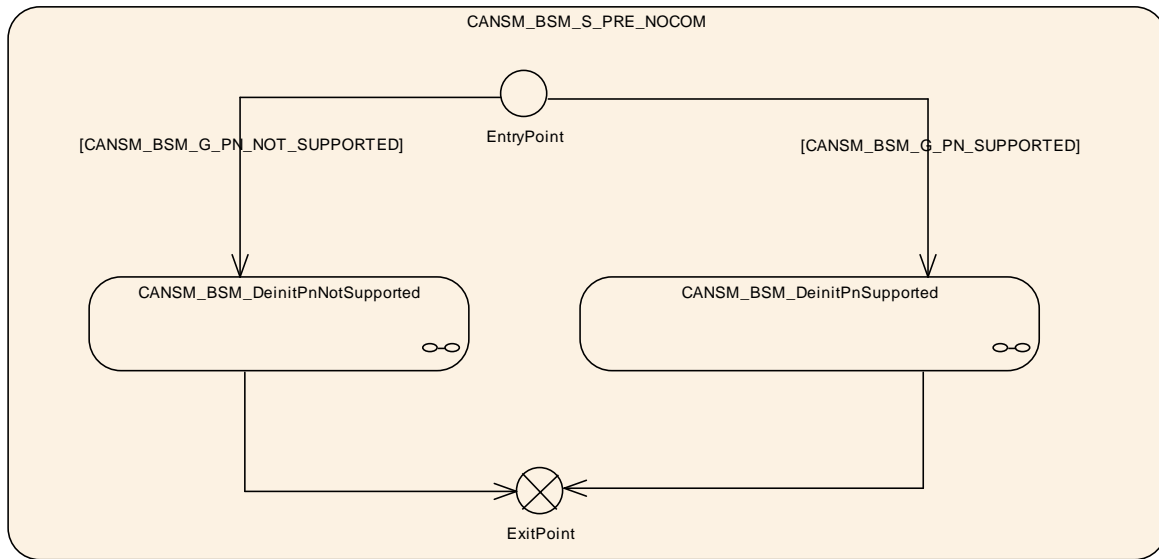 CANSM_BSM_S_PRE_NOCOM
EntryPoint
[CANSM_BSM_G_PN_NOT_SUPPORTED]
[CANSM_BSM_G_PN_SUPPORTED]
CANSM_BSM_DeinitPnNotSupported
CANSM_BSM_DeinitPnSupported
ExitPoint